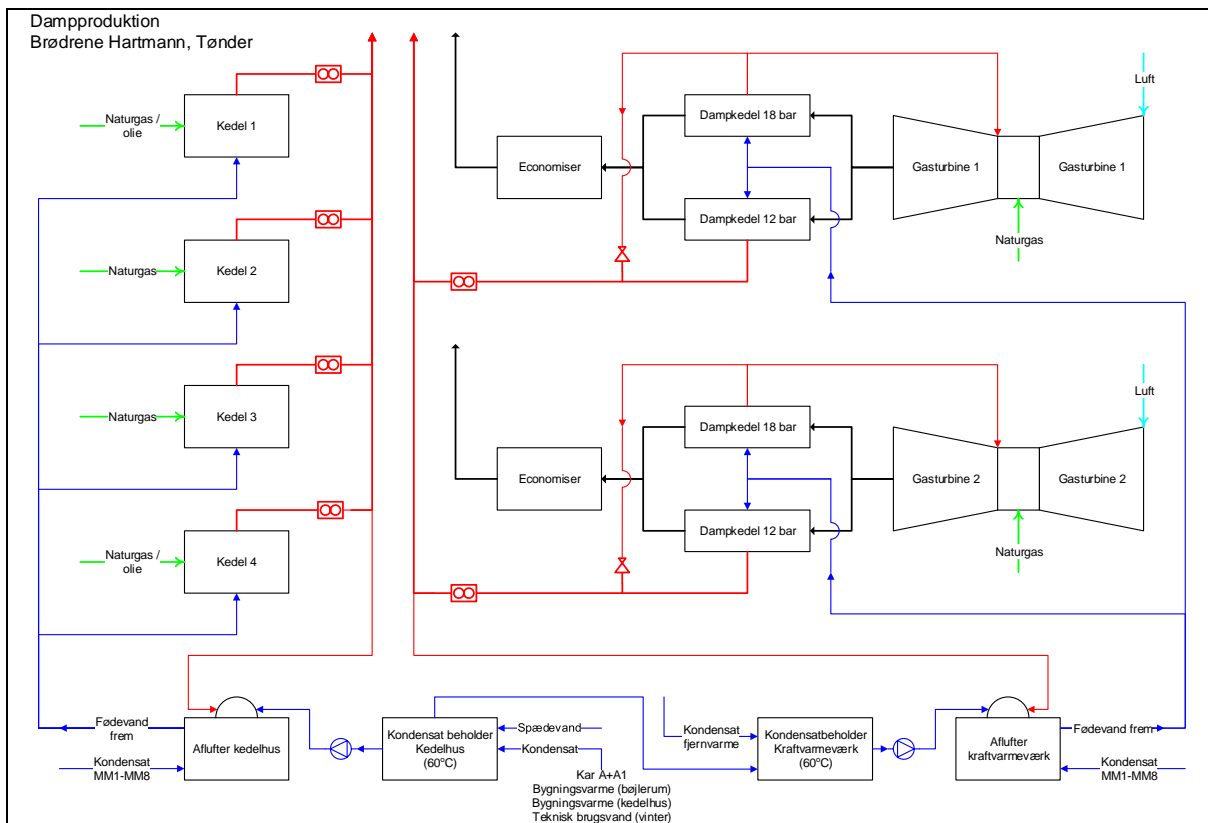 Dampproduktion
Brødrene Hartmann, Tønder
Naturgas /
olie
Kedel 1
Naturgas
Kedel 2
Naturgas
Kedel 3
Naturgas /
olie
Kedel 4
Economiser
Dampkedel 18 bar
Dampkedel 12 bar
Gasturbine 1
Gasturbine 1
Luft
Naturgas
Economiser
Dampkedel 18 bar
Dampkedel 12 bar
Gasturbine 2
Gasturbine 2
Luft
Naturgas
Fødevand
frem
Aflufter kedelhus
Kondensat
MM1-MM8
Kondensat beholder
Kedelhus
(60°C)
Spædevand
Kondensat
Kar A+A1
Bygningsvarme (bøjlerum)
Bygningsvarme (kedelhus)
Teknisk brugsvand (vinter)
Kondensat
fjernvarme
Kondensatbeholder
Kraftvarmeværk
(60°C)
Aflufter
kraftvarmeværk
Fødevand frem
Kondensat
MM1-MM8